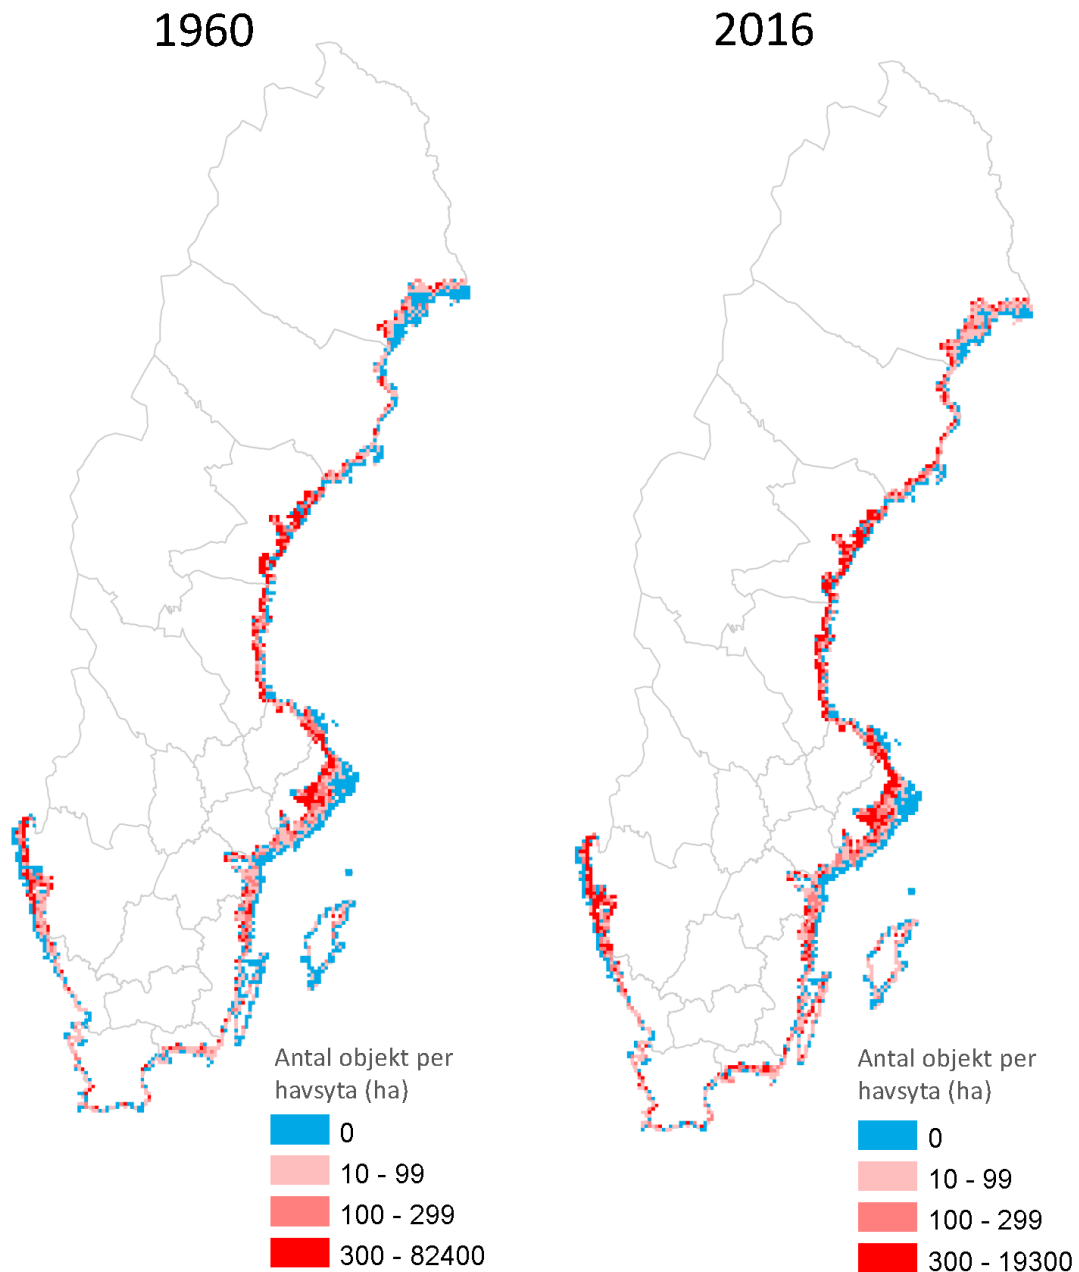 1960
2016
Antal objekt per
havsyta (ha)
0
10 - 99
100 - 299
300 - 82400
Antal objekt per
havsyta (ha)
0
10 - 99
100 - 299
300 - 19300